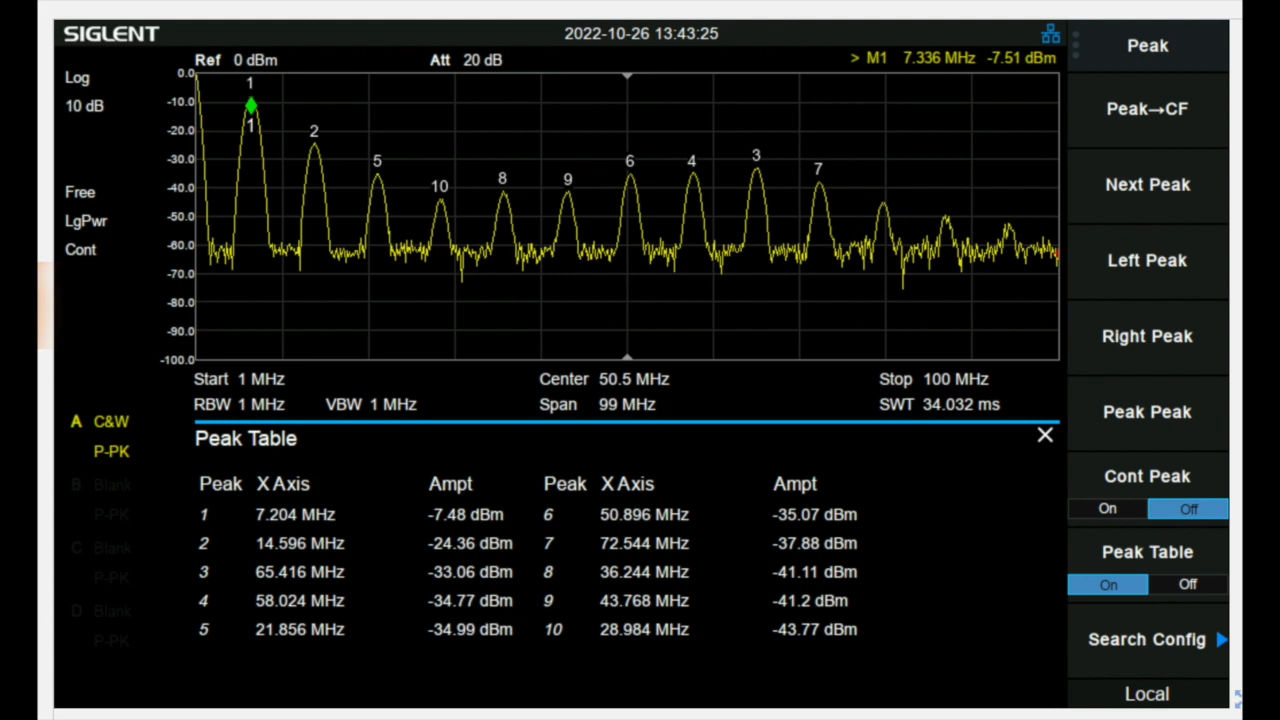 SIGLENT 2022-10-26 13:43:25
Ref 0 dBm Att 20 dB > M1 7.336 MHz -7.51 dBm
Log
10 dB
Free
LgPwr
Cont
0.0
-10.0
-20.0
-30.0
-40.0
-50.0
-60.0
-70.0
-80.0
-90.0
-100.0
1
1
2
5
10
8
9
6
4
3
7
Start 1 MHz Center 50.5 MHz Stop 100 MHz
RBW 1 MHz VBW 1 MHz Span 99 MHz SWT 34.032 ms
A C&W
P-PK
B Blank
P-PK
C Blank
P-PK
D Blank
P-PK
Peak Table
Peak X Axis Ampt Peak X Axis Ampt
1 7.204 MHz -7.48 dBm 6 50.896 MHz -35.07 dBm
2 14.596 MHz -24.36 dBm 7 72.544 MHz -37.88 dBm
3 65.416 MHz -33.06 dBm 8 36.244 MHz -41.11 dBm
4 58.024 MHz -34.77 dBm 9 43.768 MHz -41.2 dBm
5 21.856 MHz -34.99 dBm 10 28.984 MHz -43.77 dBm
Peak
Peak→CF
Next Peak
Left Peak
Right Peak
Peak Peak
Cont Peak
On Off
Peak Table
On Off
Search Config
Local